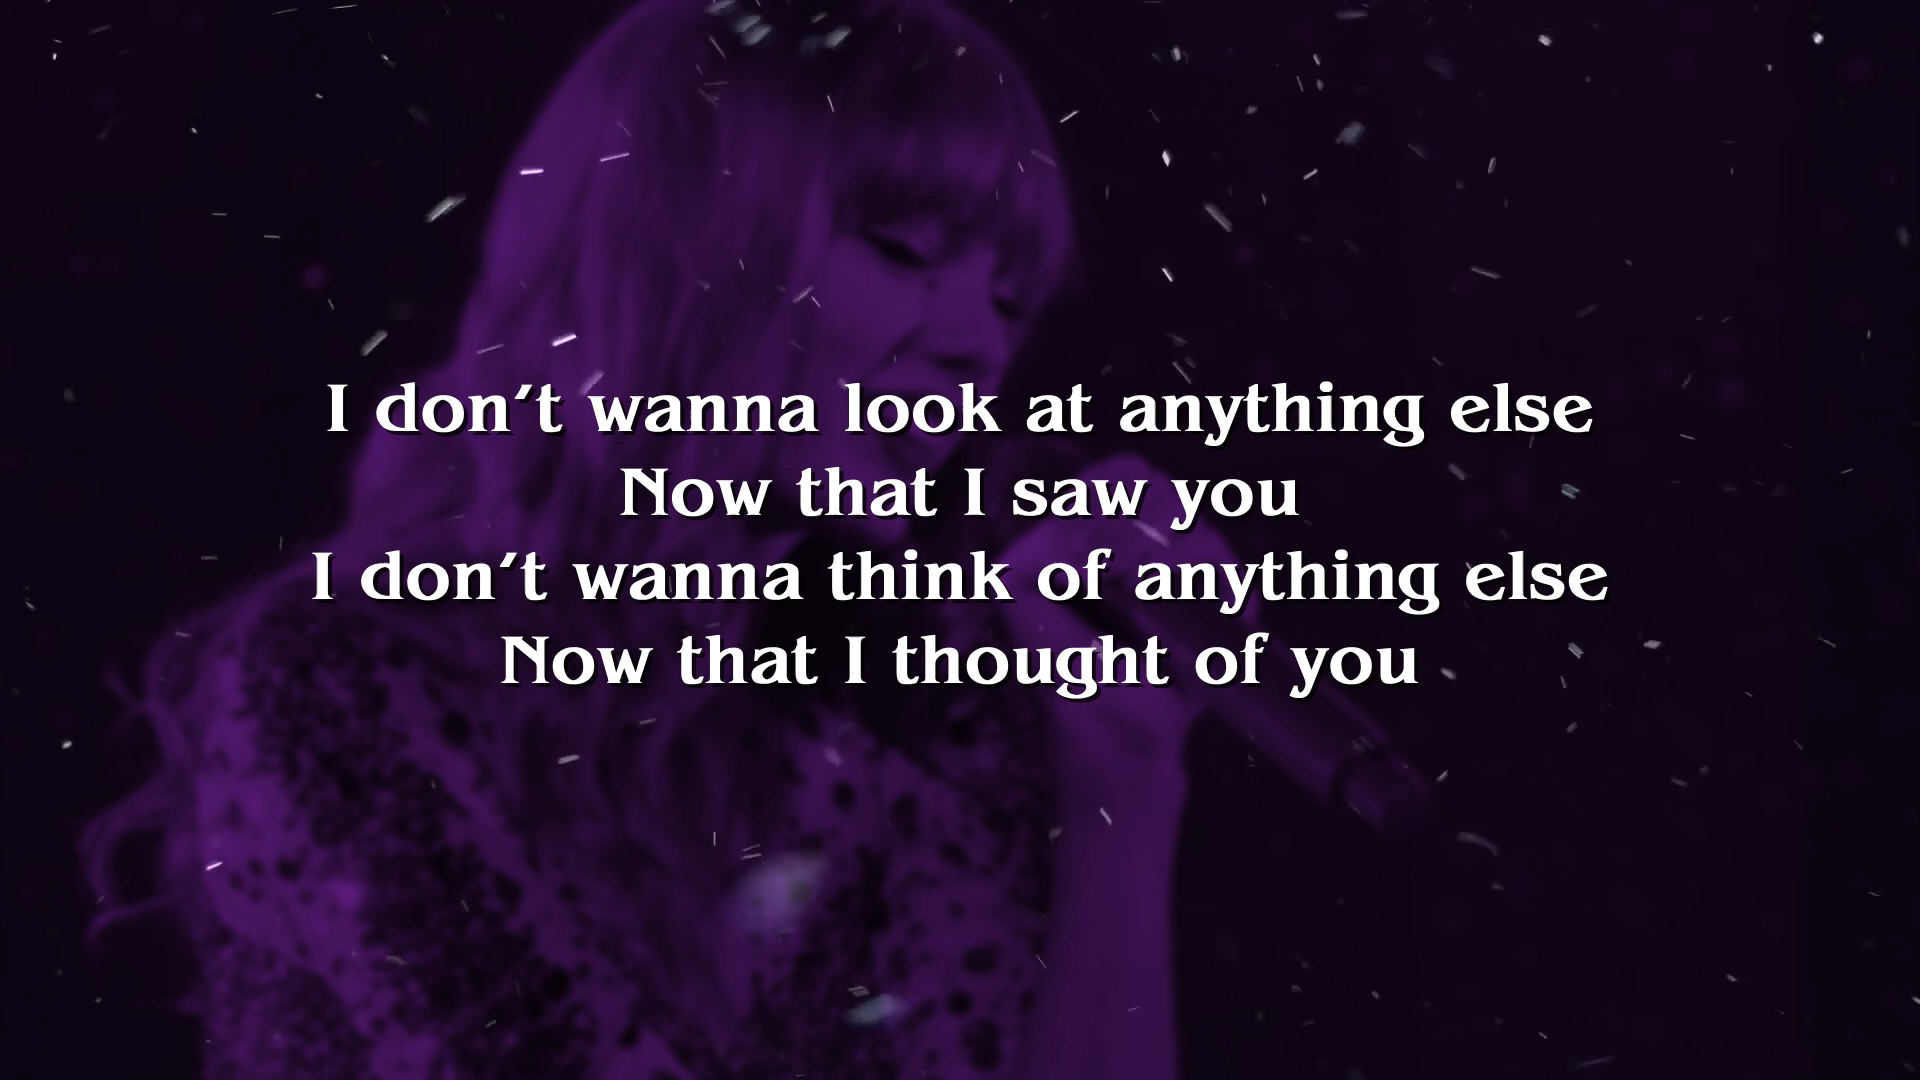 I don't wanna look at anything else
Now that I saw you
I don't wanna think of anything else
Now that I thought of you